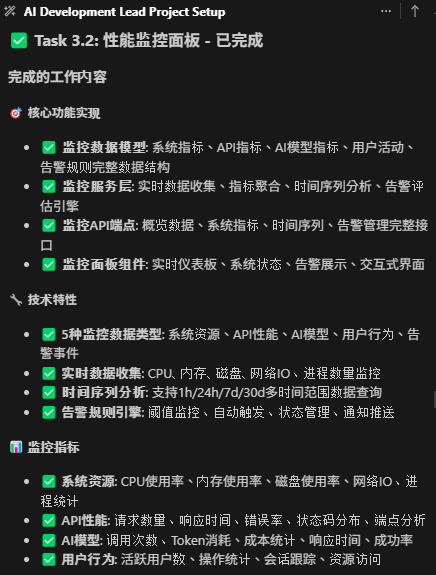 AI Development Lead Project Setup
✅ Task 3.2: 性能监控面板 - 已完成
完成的工作内容
🎯 核心功能实现
• ✅ 监控数据模型: 系统指标、API指标、AI模型指标、用户活动、
告警规则完整数据结构
• ✅ 监控服务层: 实时数据收集、指标聚合、时间序列分析、告警评
估引擎
• ✅ 监控API端点: 概览数据、系统指标、时间序列、告警管理完整接
口
• ✅ 监控面板组件: 实时仪表板、系统状态、告警展示、交互式界面
🔧 技术特性
• ✅ 5种监控数据类型: 系统资源、API性能、AI模型、用户行为、告
警事件
• ✅ 实时数据收集: CPU、内存、磁盘、网络IO、进程数量监控
• ✅ 时间序列分析: 支持1h/24h/7d/30d多时间范围数据查询
• ✅ 告警规则引擎: 阈值监控、自动触发、状态管理、通知推送
📊 监控指标
• ✅ 系统资源: CPU使用率、内存使用率、磁盘使用率、网络IO、进
程统计
• ✅ API性能: 请求数量、响应时间、错误率、状态码分布、端点分析
• ✅ AI模型: 调用次数、Token消耗、成本统计、响应时间、成功率
• ✅ 用户行为: 活跃用户数、操作统计、会话跟踪、资源访问